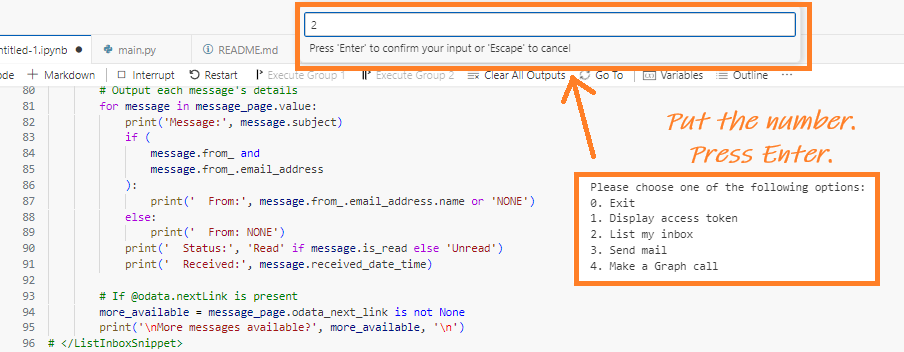 2
Press 'Enter' to confirm your input or 'Escape' to cancel
ntitled-1.ipynb ● main.py README.md
ode + Markdown Interrupt Restart Execute Group 1 Execute Group 2 Clear All Outputs Go To Variables Outline ...
80 # Output each message's details
81 for message in message_page.value:
82 print('Message:', message.subject)
83 if (
84 message.from_ and
85 message.from_.email_address
86 ):
87 print('  From:', message.from_.email_address.name or 'NONE')
88 else:
89 print('  From: NONE')
90 print('  Status:', 'Read' if message.is_read else 'Unread')
91 print('  Received:', message.received_date_time)
92
93 # If @odata.nextLink is present
94 more_available = message_page.odata_next_link is not None
95 print('\nMore messages available?', more_available, '\n')
96 # </ListInboxSnippet>
Put the number.
Press Enter.
Please choose one of the following options:
0. Exit
1. Display access token
2. List my inbox
3. Send mail
4. Make a Graph call